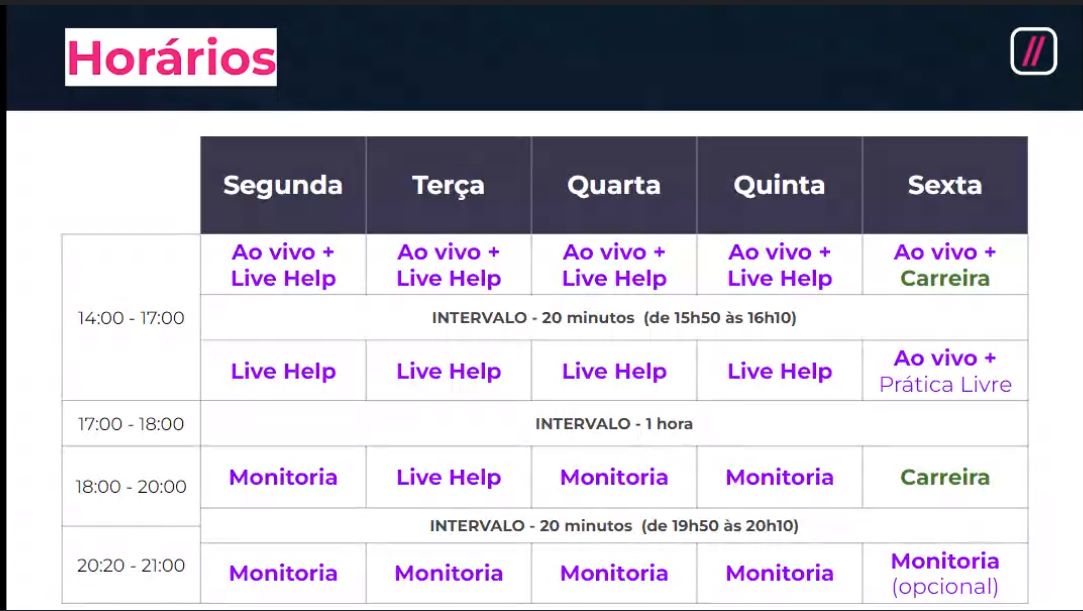 Horários
Segunda Terça Quarta Quinta Sexta
Ao vivo + Ao vivo + Ao vivo + Ao vivo + Ao vivo +
Live Help Live Help Live Help Live Help Carreira
14:00 - 17:00 INTERVALO - 20 minutos (de 15h50 às 16h10)
Live Help Live Help Live Help Live Help Ao vivo +
Prática Livre
17:00 - 18:00 INTERVALO - 1 hora
18:00 - 20:00 Monitoria Live Help Monitoria Monitoria Carreira
INTERVALO - 20 minutos (de 19h50 às 20h10)
20:20 - 21:00 Monitoria Monitoria Monitoria Monitoria Monitoria
(opcional)